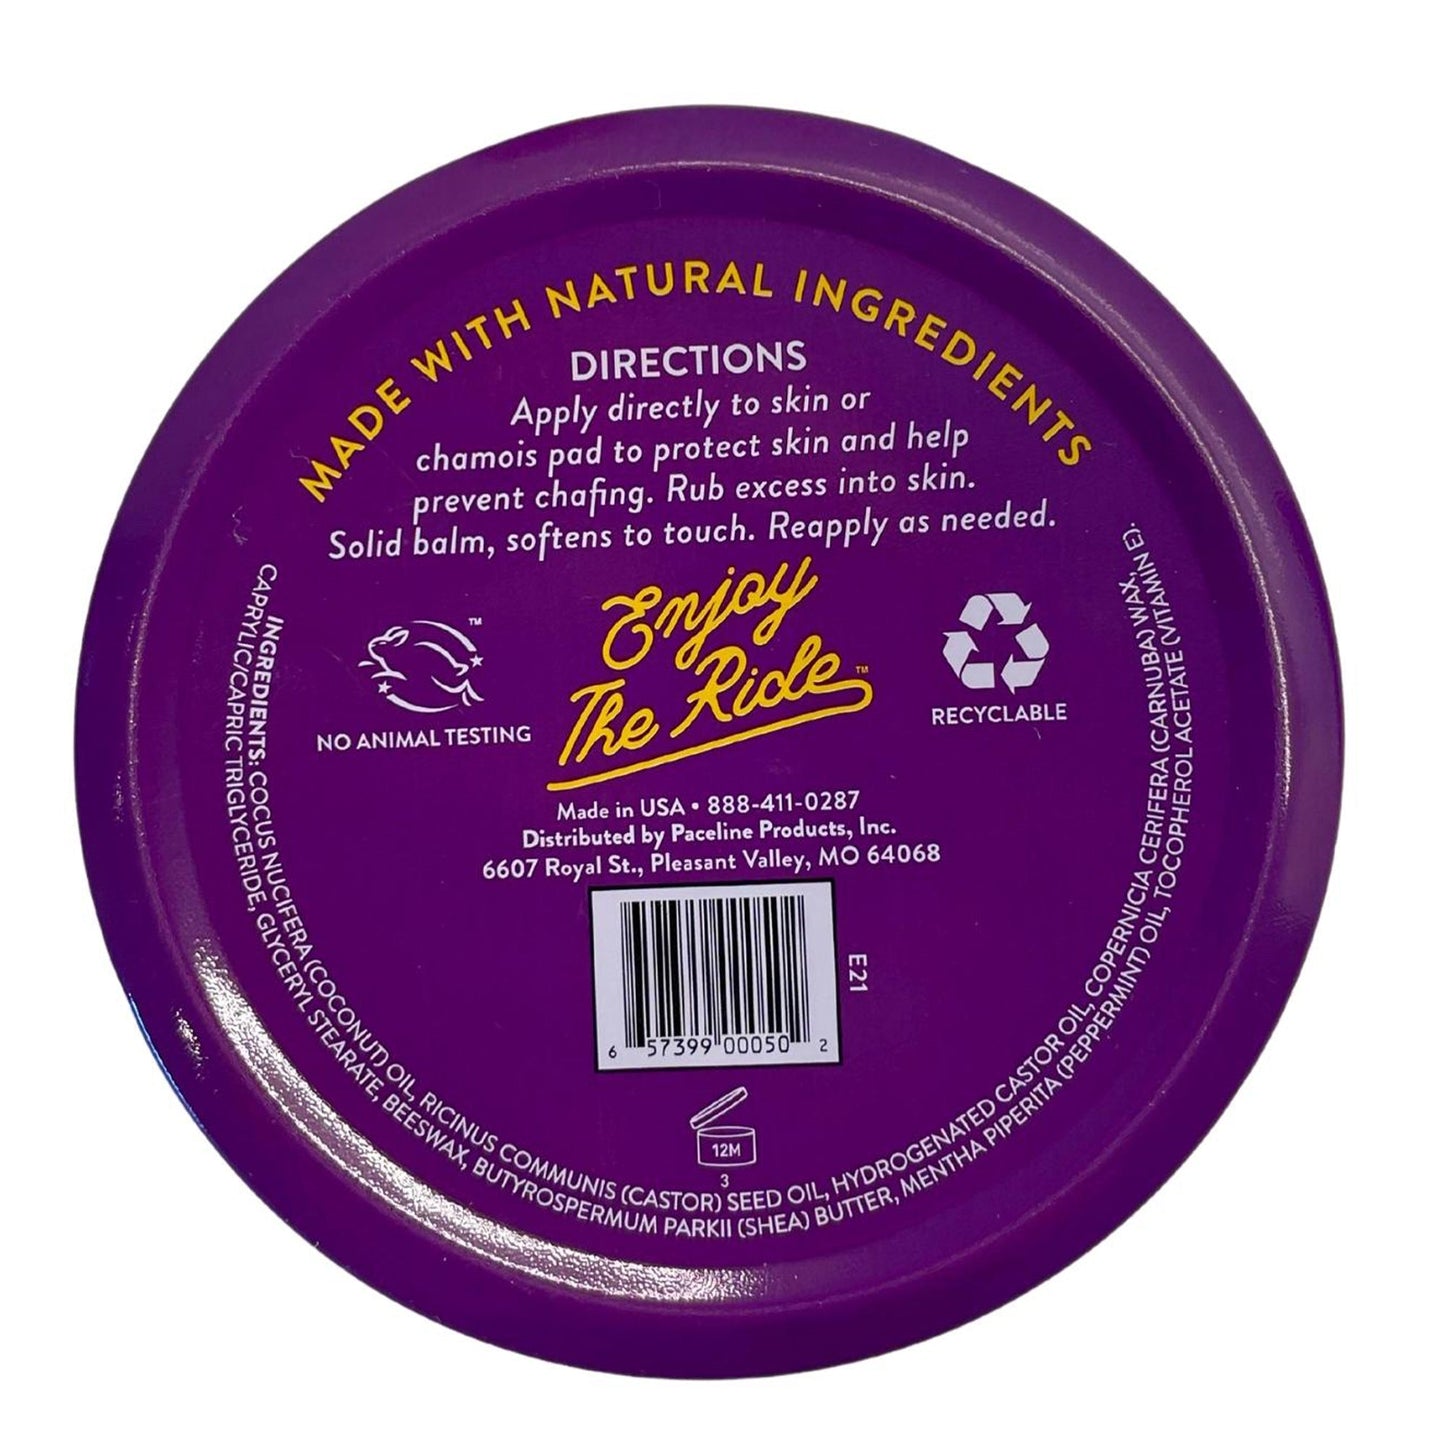 MADE WITH NATURAL INGREDIENTS
DIRECTIONS
Apply directly to skin or
chamois pad to protect skin and help
prevent chafing. Rub excess into skin.
Solid balm, softens to touch. Reapply as needed.
Enjoy
The Ride™
TM
NO ANIMAL TESTING
RECYCLABLE
Made in USA • 888-411-0287
Distributed by Paceline Products, Inc.
6607 Royal St., Pleasant Valley, MO 64068
E21
6 57399 00050 2
12M
3
INGREDIENTS: COCUS NUCIFERA (COCONUT) OIL, RICINUS COMMUNIS (CASTOR) SEED OIL, HYDROGENATED CASTOR OIL, COPERNICIA CERIFERA (CARNUBA) WAX,
CAPRYLIC/CAPRIC TRIGLYCERIDE, GLYCERYL STEARATE, BEESWAX, BUTYROSPERMUM PARKII (SHEA) BUTTER, MENTHA PIPERITA (PEPPERMINT) OIL, TOCOPHEROL ACETATE (VITAMIN E).